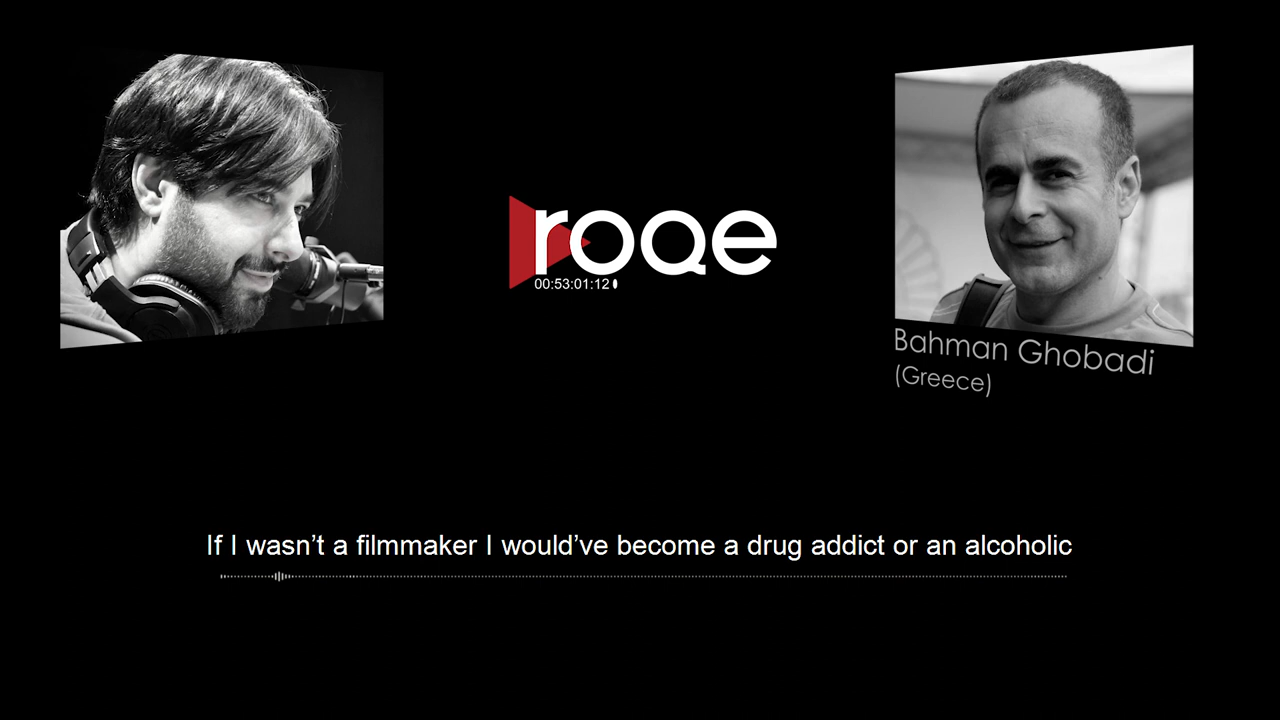 roqe
00:53:01:12
Bahman Ghobadi
(Greece)
If I wasn’t a filmmaker I would’ve become a drug addict or an alcoholic